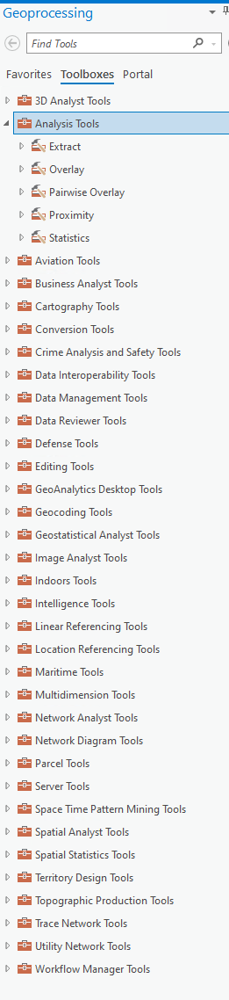 Geoprocessing
Find Tools
Favorites Toolboxes Portal
3D Analyst Tools
Analysis Tools
Extract
Overlay
Pairwise Overlay
Proximity
Statistics
Aviation Tools
Business Analyst Tools
Cartography Tools
Conversion Tools
Crime Analysis and Safety Tools
Data Interoperability Tools
Data Management Tools
Data Reviewer Tools
Defense Tools
Editing Tools
GeoAnalytics Desktop Tools
Geocoding Tools
Geostatistical Analyst Tools
Image Analyst Tools
Indoors Tools
Intelligence Tools
Linear Referencing Tools
Location Referencing Tools
Maritime Tools
Multidimension Tools
Network Analyst Tools
Network Diagram Tools
Parcel Tools
Server Tools
Space Time Pattern Mining Tools
Spatial Analyst Tools
Spatial Statistics Tools
Territory Design Tools
Topographic Production Tools
Trace Network Tools
Utility Network Tools
Workflow Manager Tools